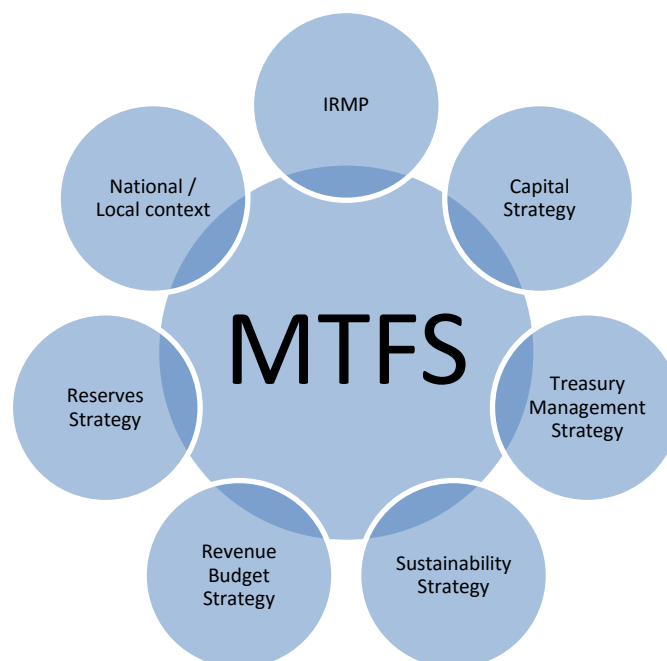 IRMP
National /
Local context
Capital
Strategy
MTFS
Reserves
Strategy
Treasury
Management
Strategy
Revenue
Budget
Strategy
Sustainability
Strategy